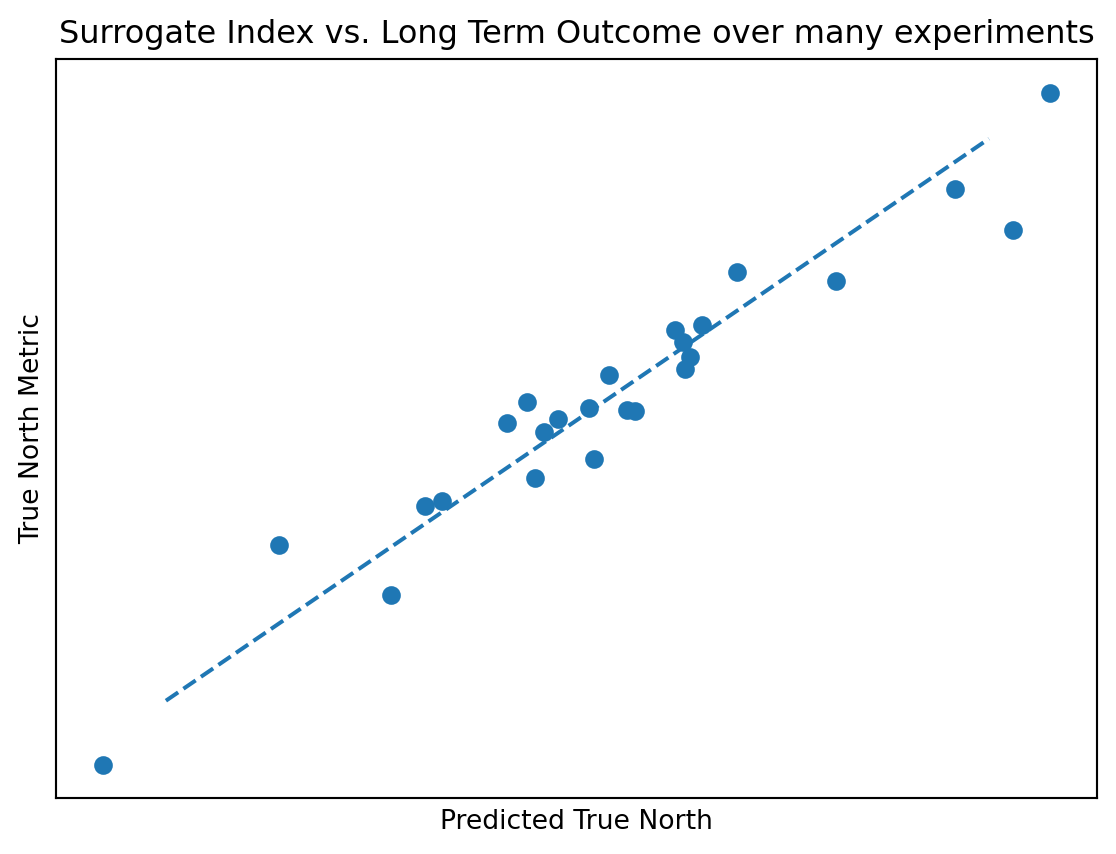 Surrogate Index vs. Long Term Outcome over many experiments
True North Metric
Predicted True North